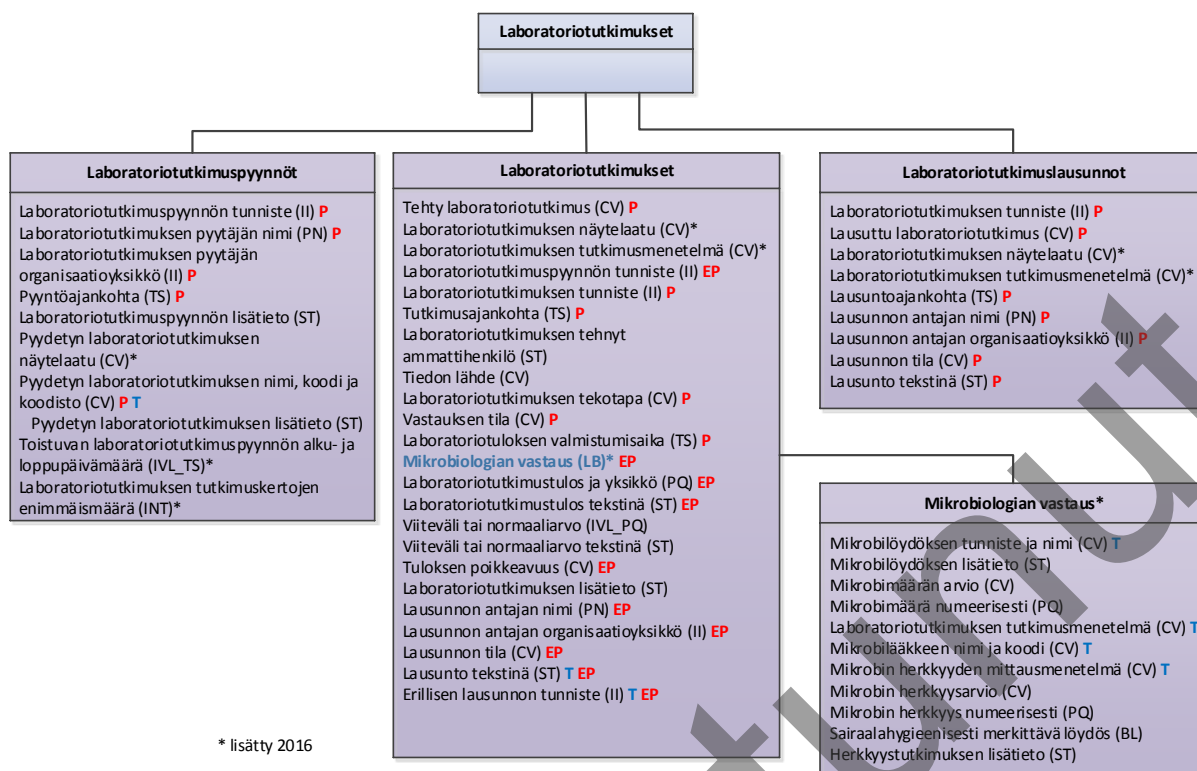 Laboratoriotutkimukset
Laboratoriotutkimuspyynnöt
Laboratoriotutkimuspyynnön tunniste (II) P
Laboratoriotutkimuksen pyytäjän nimi (PN) P
Laboratoriotutkimuksen pyytäjän
organisaatioyksikkö (II) P
Pyyntöajankohta (TS) P
Laboratoriotutkimuspyynnön lisätieto (ST)
Pyydetyn laboratoriotutkimuksen
näytelaatu (CV)*
Pyydetyn laboratoriotutkimuksen nimi, koodi ja
koodisto (CV) P T
Pyydetyn laboratoriotutkimuksen lisätieto (ST)
Toistuvan laboratoriotutkimuspyynnön alku- ja
loppupäivämäärä (IVL_TS)*
Laboratoriotutkimuksen tutkimuskertojen
enimmäismäärä (INT)*
Laboratoriotutkimukset
Tehty laboratoriotutkimus (CV) P
Laboratoriotutkimuksen näytelaatu (CV)*
Laboratoriotutkimuksen tutkimusmenetelmä (CV)*
Laboratoriotutkimuspyynnön tunniste (II) EP
Laboratoriotutkimuksen tunniste (II) P
Tutkimusajankohta (TS) P
Laboratoriotutkimuksen tehnyt
ammattihenkilö (ST)
Tiedon lähde (CV)
Laboratoriotutkimuksen tekotapa (CV) P
Vastauksen tila (CV) P
Laboratoriotuloksen valmistumisaika (TS) P
Mikrobiologian vastaus (LB)* EP
Laboratoriotutkimustulos ja yksikkö (PQ) EP
Laboratoriotutkimustulos tekstinä (ST) EP
Viiteväli tai normaaliarvo (IVL_PQ)
Viiteväli tai normaaliarvo tekstinä (ST)
Tuloksen poikkeavuus (CV) EP
Laboratoriotutkimuksen lisätieto (ST)
Lausunnon antajan nimi (PN) EP
Lausunnon antajan organisaatioyksikkö (II) EP
Lausunnon tila (CV) EP
Lausunto tekstinä (ST) T EP
Erillisen lausunnon tunniste (II) T EP
Laboratoriotutkimuslausunnot
Laboratoriotutkimuksen tunniste (II) P
Lausuttu laboratoriotutkimus (CV) P
Laboratoriotutkimuksen näytelaatu (CV)*
Laboratoriotutkimuksen tutkimusmenetelmä (CV)*
Lausuntoajankohta (TS) P
Lausunnon antajan nimi (PN) P
Lausunnon antajan organisaatioyksikkö (II) P
Lausunnon tila (CV) P
Lausunto tekstinä (ST) P
Mikrobiologian vastaus*
Mikrobilöydöksen tunniste ja nimi (CV) T
Mikrobilöydöksen lisätieto (ST)
Mikrobimäärän arvio (CV)
Mikrobimäärä numeerisesti (PQ)
Laboratoriotutkimuksen tutkimusmenetelmä (CV) T
Mikrobilääkkeen nimi ja koodi (CV) T
Mikrobin herkkyyden mittausmenetelmä (CV) T
Mikrobin herkkyysarvio (CV)
Mikrobin herkkyys numeerisesti (PQ)
Sairaalahygieenisesti merkittävä löydös (BL)
Herkkyystutkimuksen lisätieto (ST)
* lisätty 2016